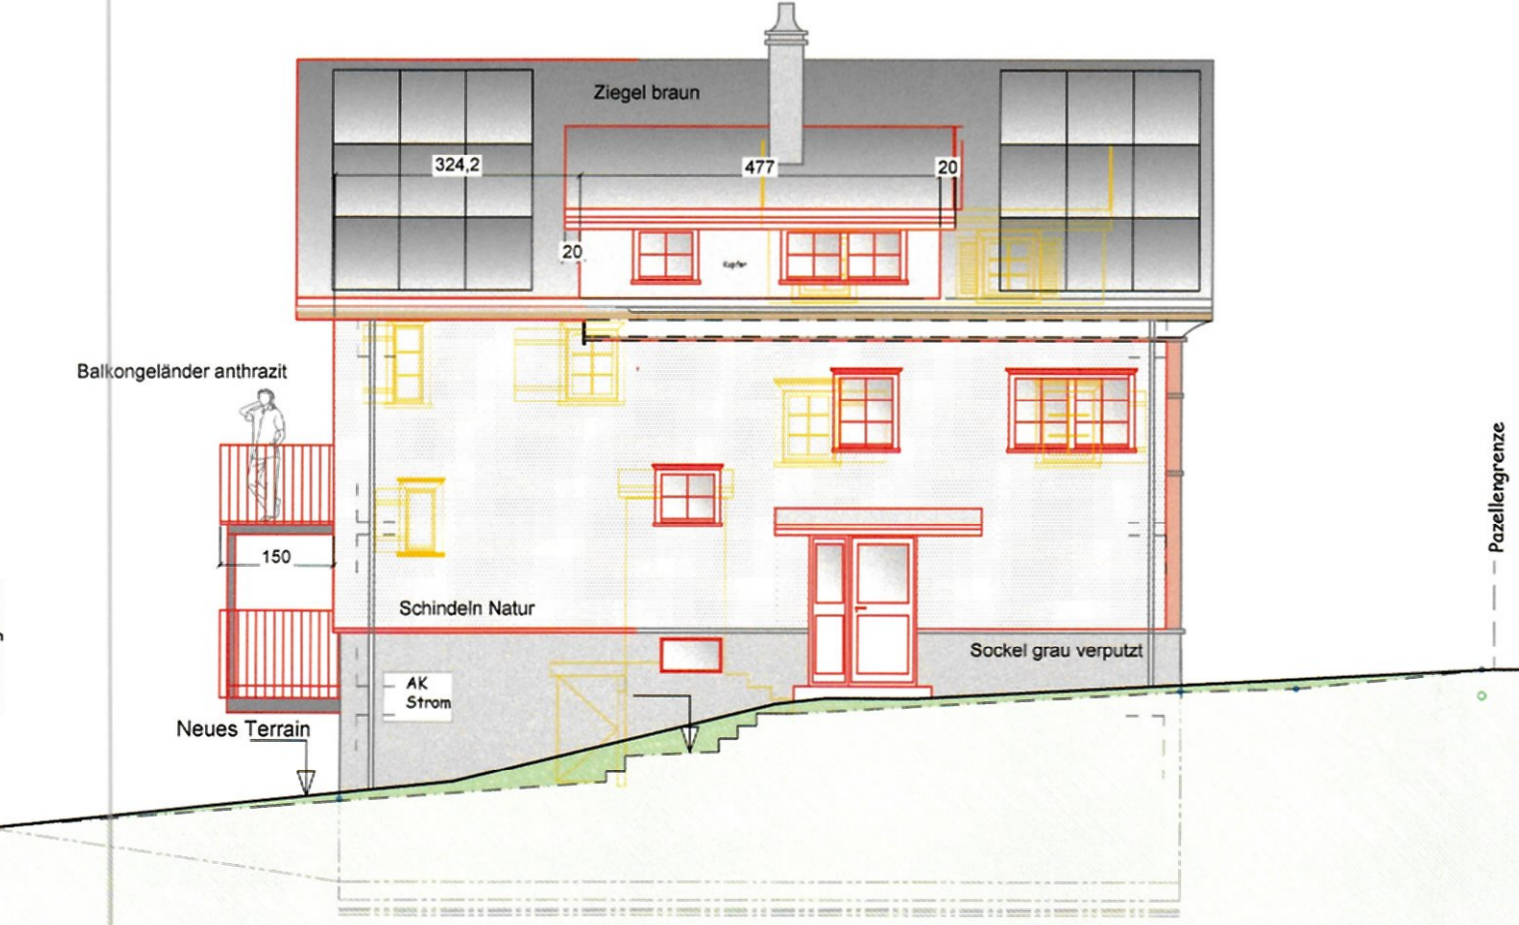 Ziegel braun
324,2
477
20
20
Kupfer
Balkongeländer anthrazit
150
Schindeln Natur
Sockel grau verputzt
AK
Strom
Neues Terrain
Pazellengrenze